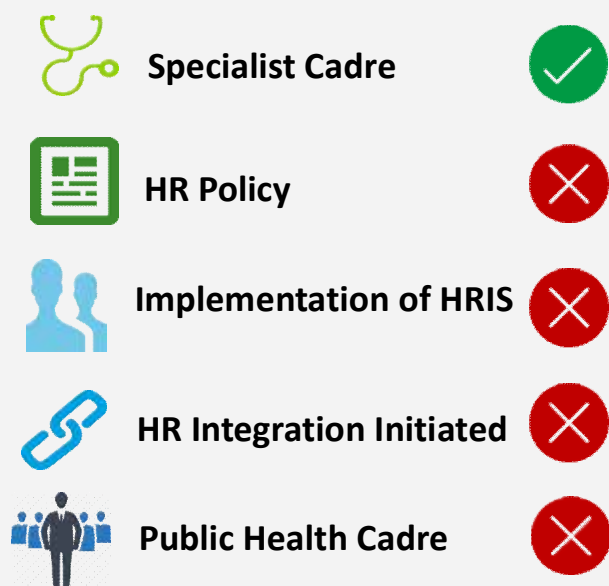 Specialist Cadre
HR Policy
Implementation of HRIS
HR Integration Initiated
Public Health Cadre